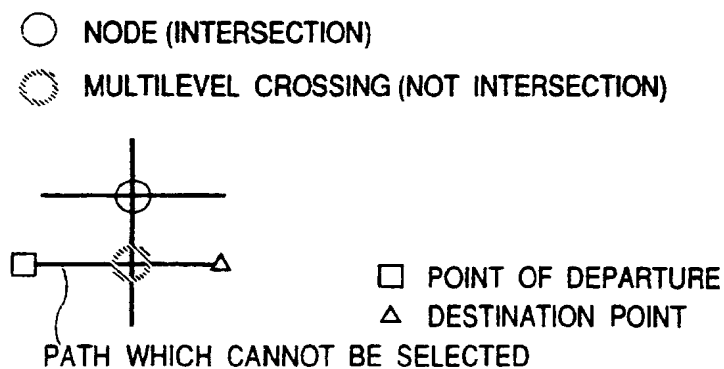 NODE (INTERSECTION)
MULTILEVEL CROSSING (NOT INTERSECTION)
POINT OF DEPARTURE
DESTINATION POINT
PATH WHICH CANNOT BE SELECTED